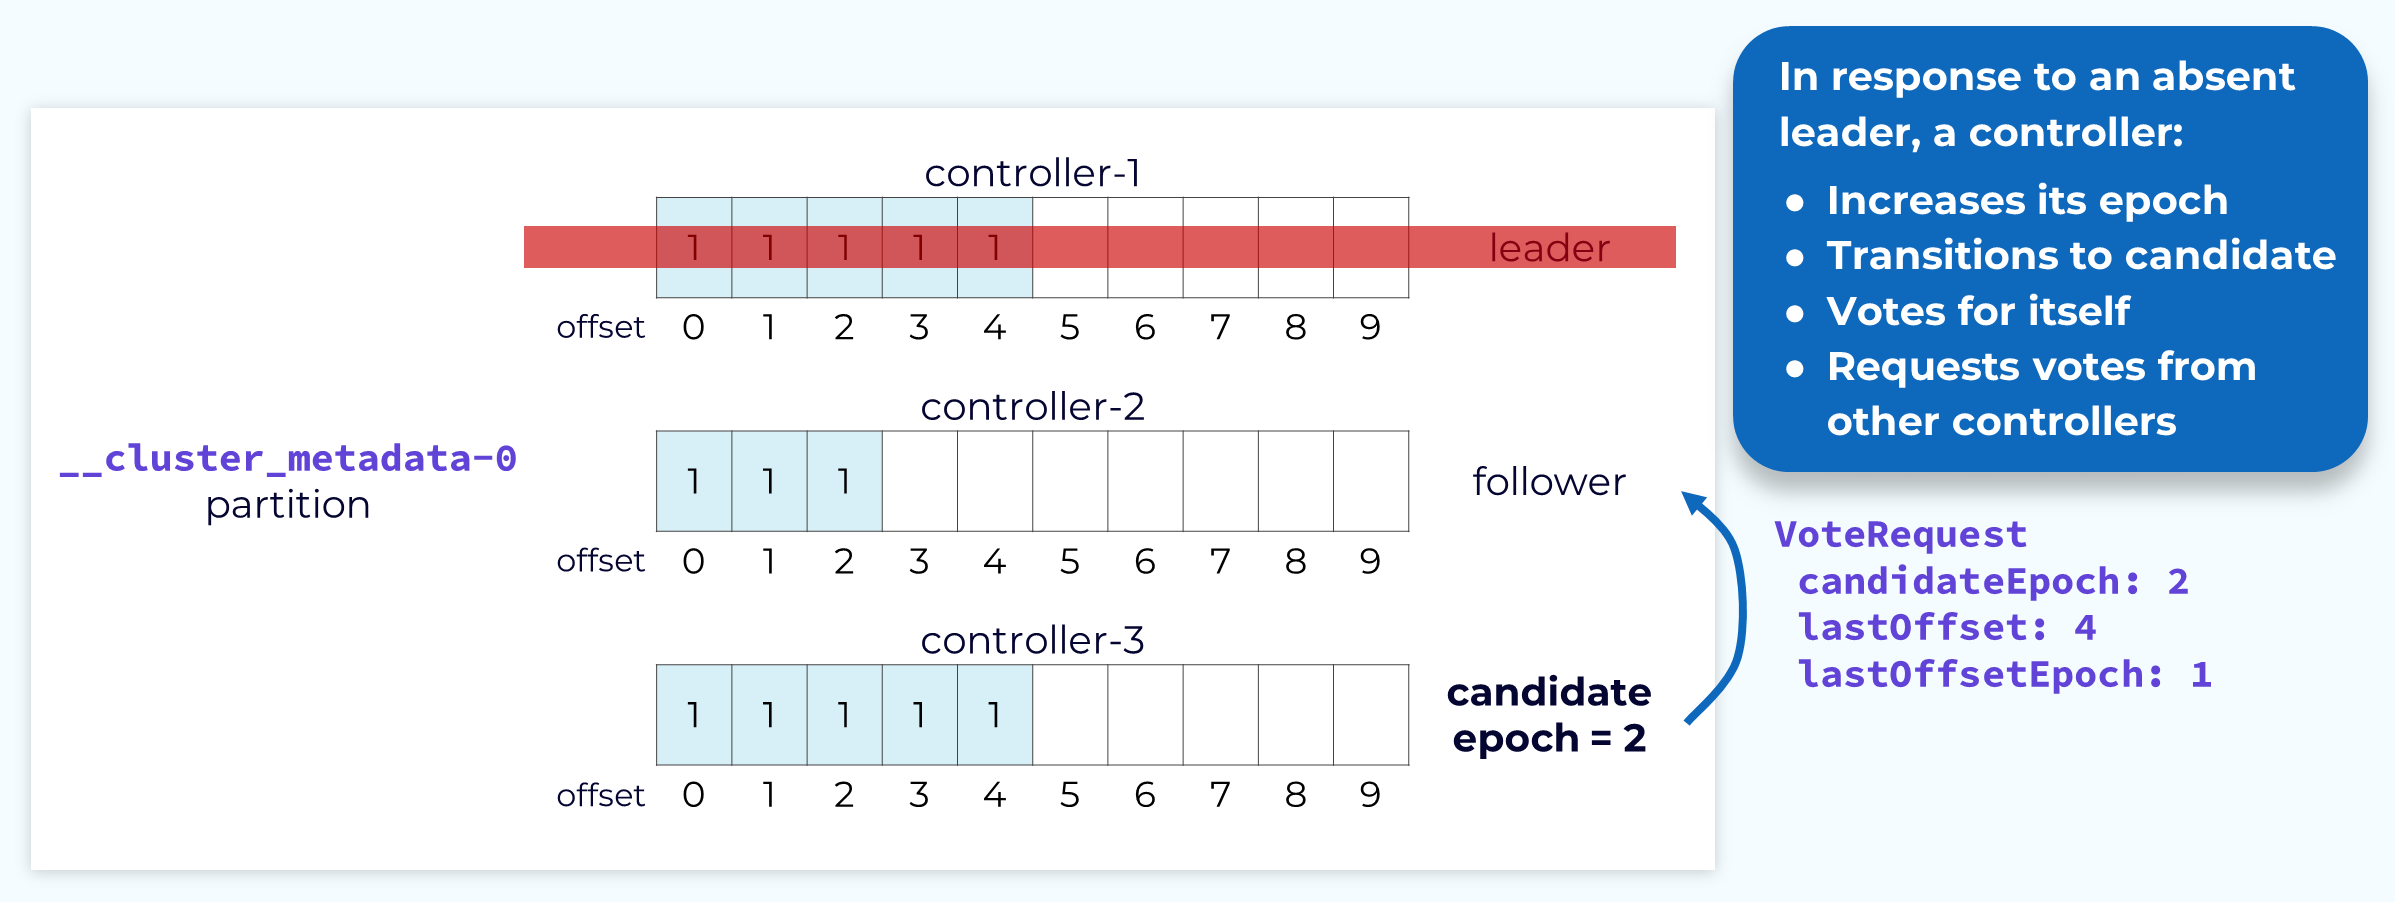 In response to an absent
leader, a controller:
● Increases its epoch
● Transitions to candidate
● Votes for itself
● Requests votes from
other controllers
controller-1
1 1 1 1 1 leader
offset 0 1 2 3 4 5 6 7 8 9
controller-2
__cluster_metadata-0
partition
1 1 1 follower
offset 0 1 2 3 4 5 6 7 8 9
controller-3
1 1 1 1 1
candidate
epoch = 2
offset 0 1 2 3 4 5 6 7 8 9
VoteRequest
candidateEpoch: 2
lastOffset: 4
lastOffsetEpoch: 1